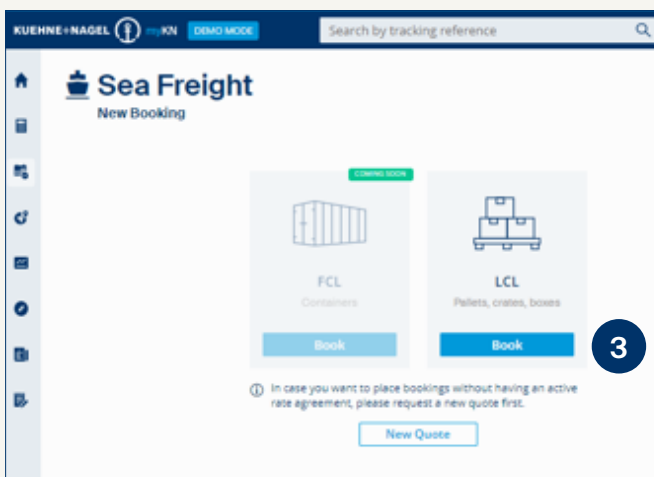 KUEHNE+NAGEL myKN DEMO MODE Search by tracking reference
Sea Freight
New Booking
COMING SOON
FCL
Containers
Book
LCL
Pallets, crates, boxes
Book
3
In case you want to place bookings without having an active
rate agreement, please request a new quote first.
New Quote